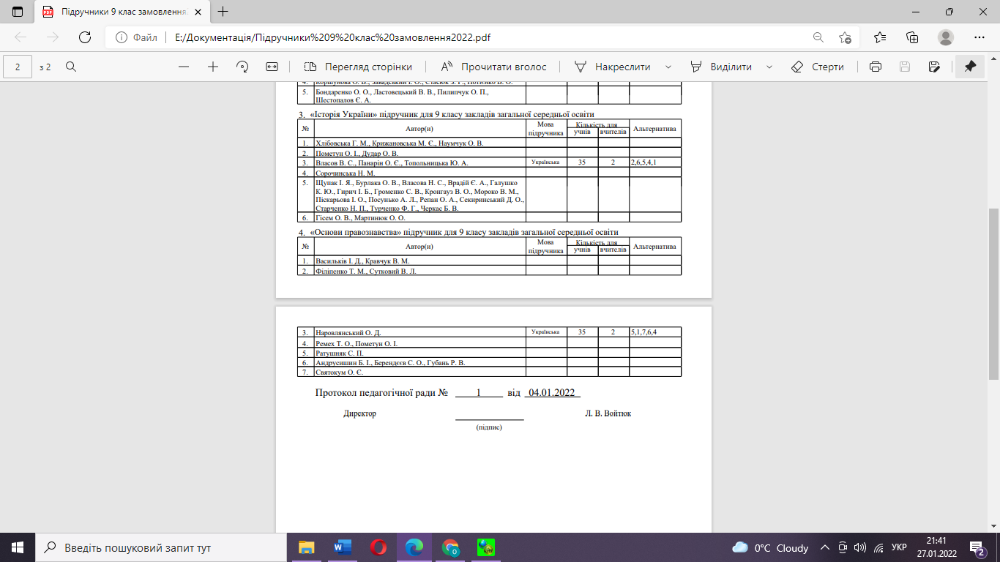 Підручники 9 клас замовлення
Файл
E:/Документація/Підручники%209%20клас%20замовлення2022.pdf
2 з 2
Перегляд сторінки
Прочитати вголос
Накреслити
Виділити
Стерти
4. Коршунова О. В., Завадський І. О., Стасюк З. Р., Потієнко В. О.
5. Бондаренко О. О., Ластовецький В. В., Пилипчук О. П.,
Шестопалов Є. А.
3. «Історія України» підручник для 9 класу закладів загальної середньої освіти
№ Автор(и) Мова підручника Кількість для учнів вчителів Альтернатива
1. Хлібовська Г. М., Крижановська М. Є., Наумчук О. В.
2. Пометун О. І., Дудар О. В.
3. Власов В. С., Панарін О. Є., Топольницька Ю. А. Українська 35 2 2,6,5,4,1
4. Сорочинська Н. М.
5. Щупак І. Я., Бурлака О. В., Власова Н. С., Врадій Є. А., Галушко
К. Ю., Гирич І. Б., Громенко С. В., Кронгауз В. О., Мороко В. М.,
Піскарьова І. О., Посунько А. Л., Репан О. А., Секиринський Д. О.,
Старченко Н. П., Турченко Ф. Г., Черкас Б. В.
6. Гісем О. В., Мартинюк О. О.
4. «Основи правознавства» підручник для 9 класу закладів загальної середньої освіти
№ Автор(и) Мова підручника Кількість для учнів вчителів Альтернатива
1. Васильків І. Д., Кравчук В. М.
2. Філіпенко Т. М., Сутковий В. Л.
3. Наровлянський О. Д. Українська 35 2 5,1,7,6,4
4. Ремех Т. О., Пометун О. І.
5. Ратушняк С. П.
6. Андрусишин Б. І., Берендєєв С. О., Губань Р. В.
7. Святокум О. Є.
Протокол педагогічної ради № 1 від 04.01.2022
Директор Л. В. Войтюк
(підпис)
Введіть пошуковий запит тут
0°C Cloudy
УКР
21:41
27.01.2022
2